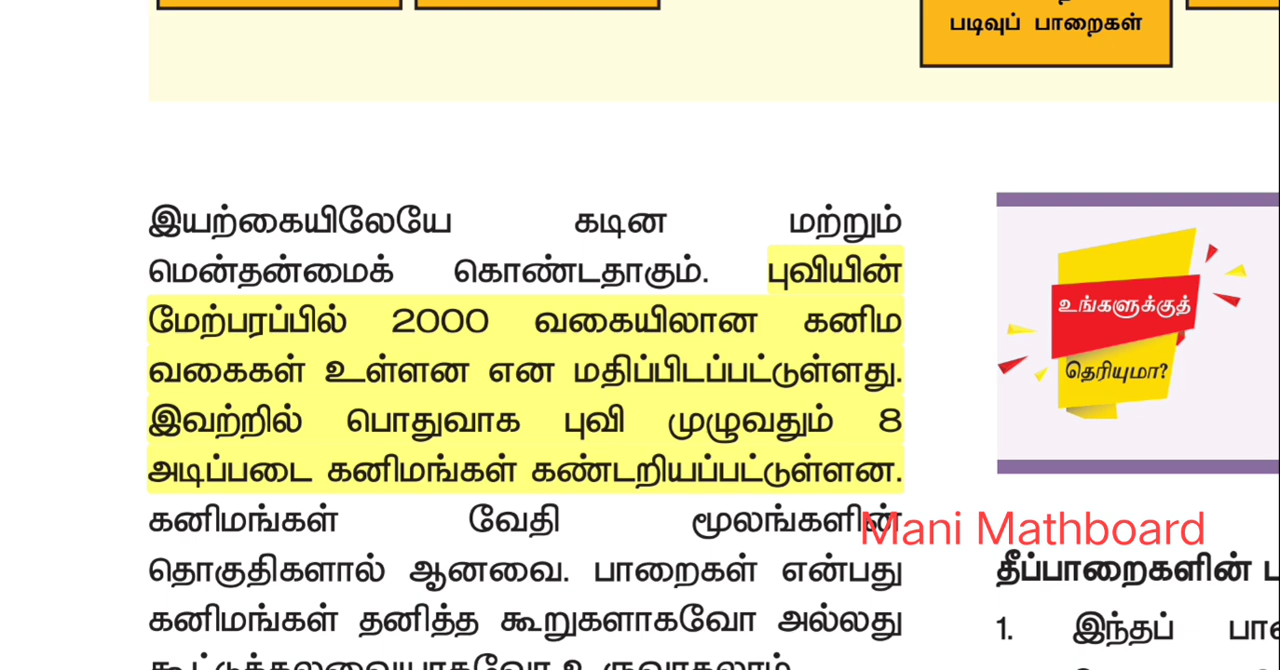 படிவுப் பாறைகள்
இயற்கையிலேயே கடின மற்றும்
மென்தன்மைக் கொண்டதாகும். புவியின்
மேற்பரப்பில் 2000 வகையிலான கனிம
வகைகள் உள்ளன என மதிப்பிடப்பட்டுள்ளது.
இவற்றில் பொதுவாக புவி முழுவதும் 8
அடிப்படை கனிமங்கள் கண்டறியப்பட்டுள்ளன.
கனிமங்கள் வேதி மூலங்களின்
தொகுதிகளால் ஆனவை. பாறைகள் என்பது
கனிமங்கள் தனித்த கூறுகளாகவோ அல்லது
உங்களுக்குத்
தெரியுமா?
Mani Mathboard
தீப்பாறைகளின்
1. இந்தப்